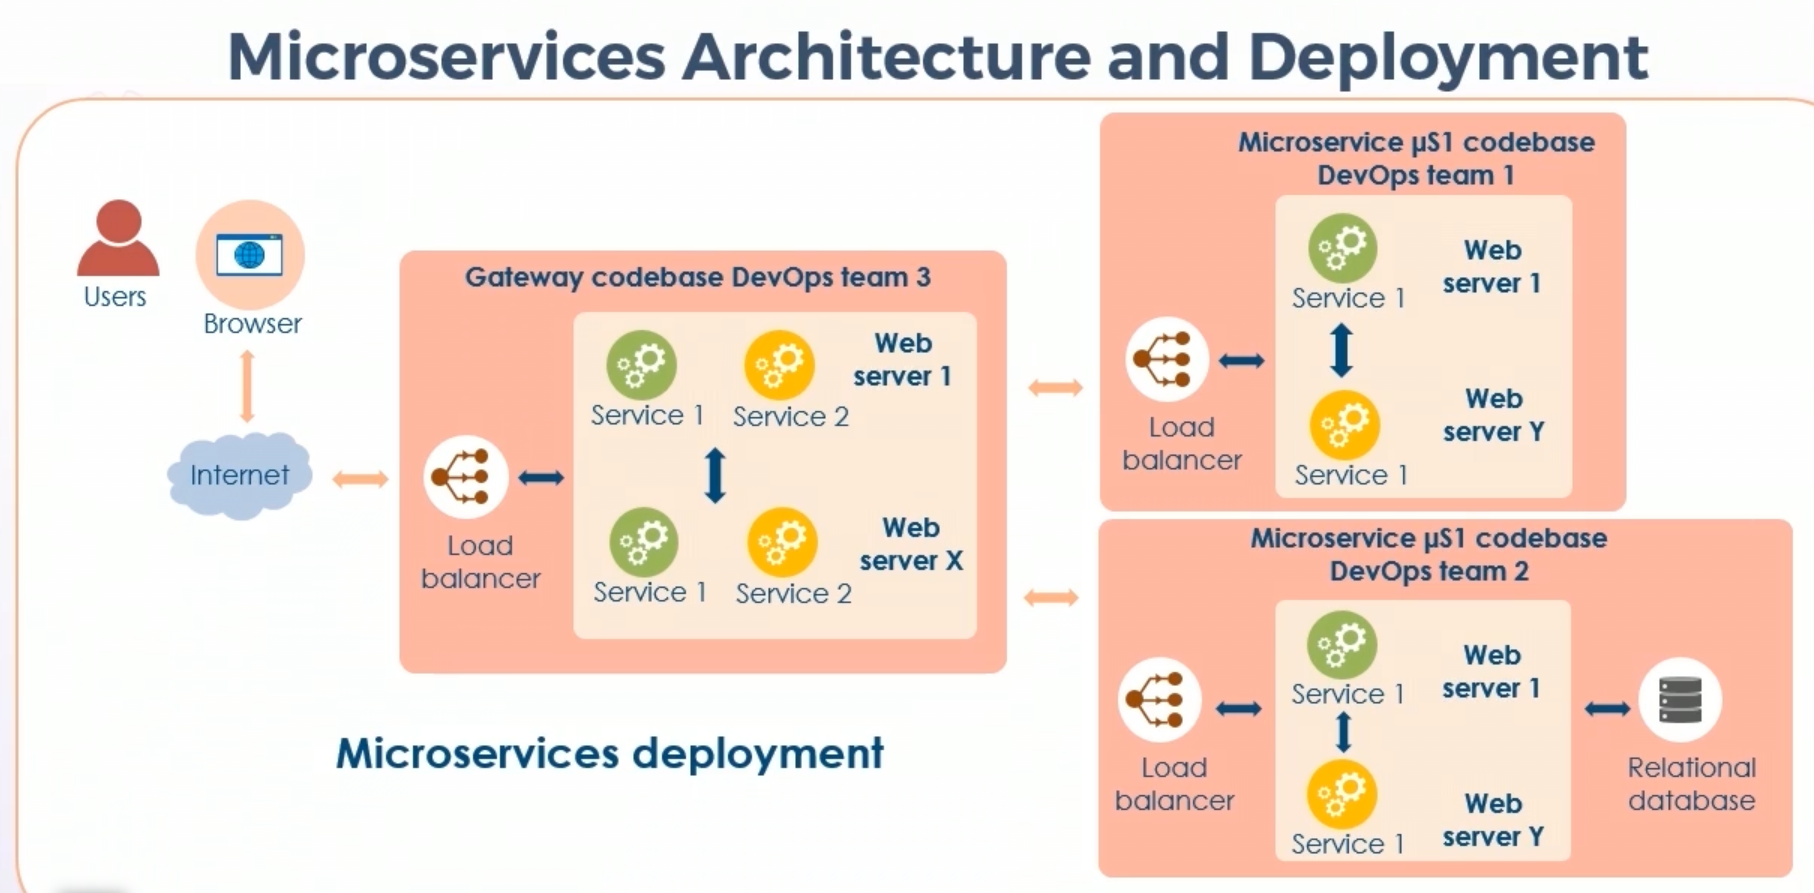 Microservices Architecture and Deployment
Users
Browser
Internet
Gateway codebase DevOps team 3
Load
balancer
Service 1
Service 2
Web
server 1
Service 1
Service 2
Web
server X
Microservices deployment
Microservice µS1 codebase
DevOps team 1
Load
balancer
Service 1
Web
server 1
Service 1
Web
server Y
Microservice µS1 codebase
DevOps team 2
Load
balancer
Service 1
Web
server 1
Service 1
Web
server Y
Relational
database